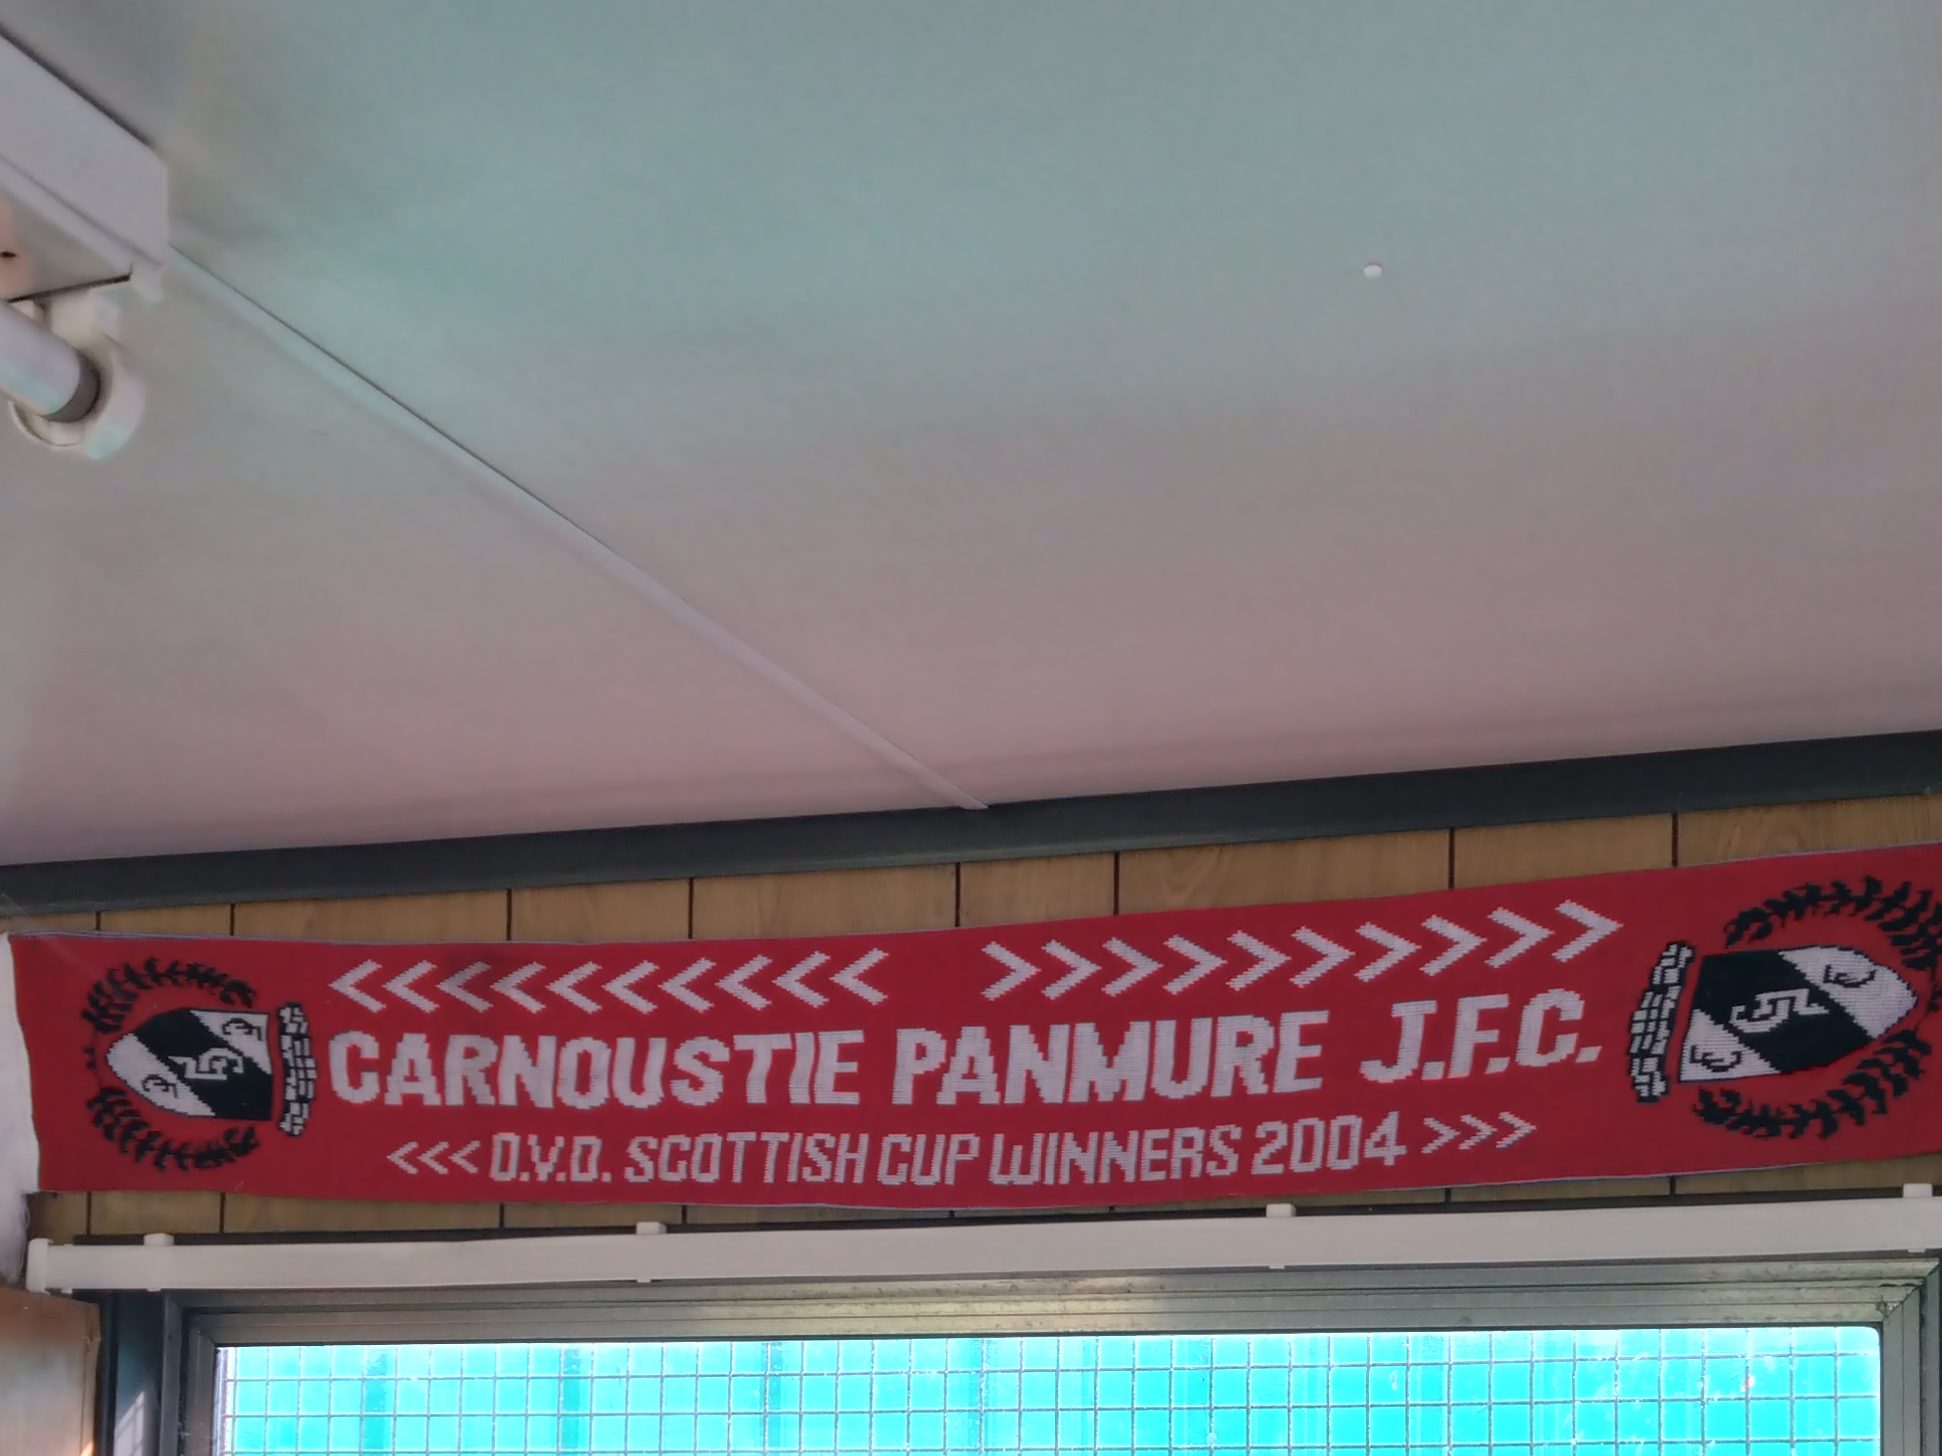 <<<<<<<<<< >>>>>>>>>>>
CARNOUSTIE PANMURE J.F.C.
<<< O.V.D. SCOTTISH CUP WINNERS 2004 >>>